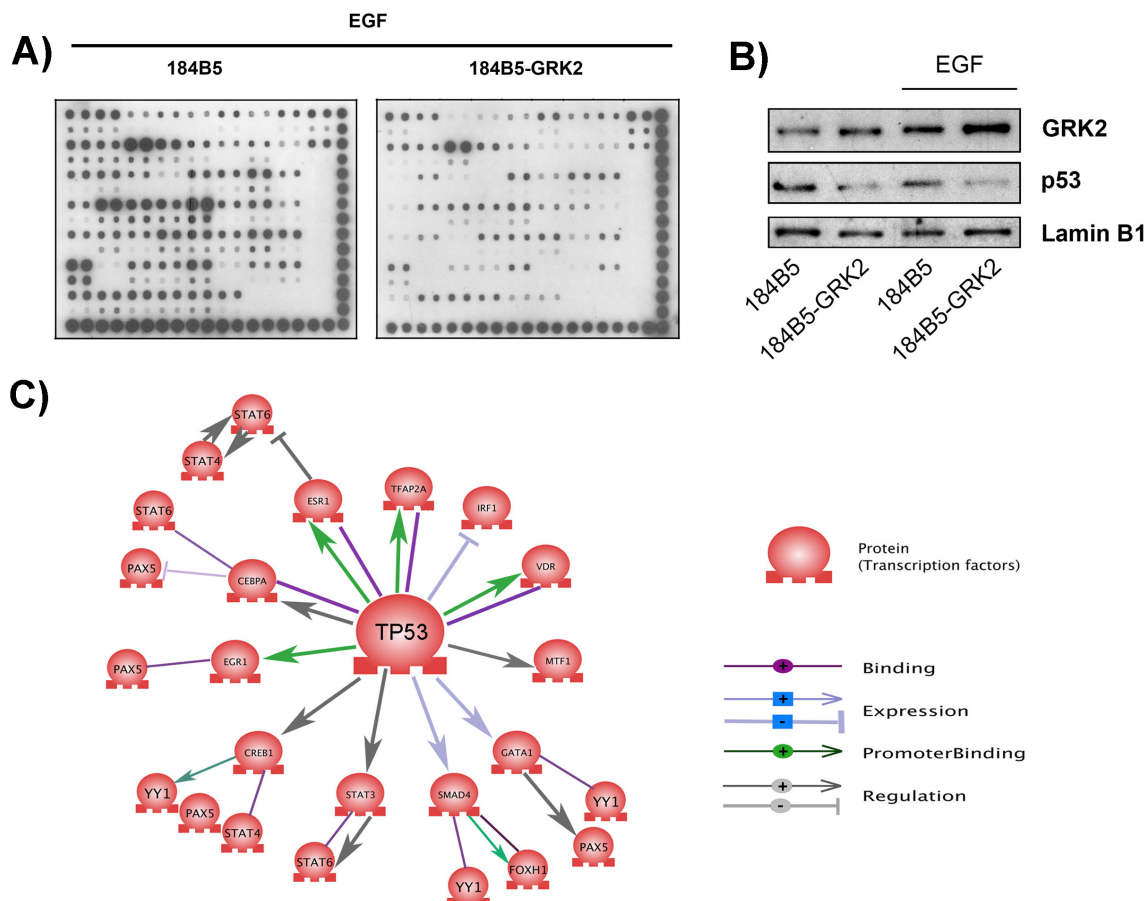 EGF
A)
184B5
184B5-GRK2
B)
EGF
GRK2
p53
Lamin B1
184B5
184B5-GRK2
184B5
184B5-GRK2
C)
STAT6
STAT4
ESR1
TFAP2A
IRF1
STAT6
PAX5
CEBPA
VDR
TP53
PAX5
EGR1
MTF1
CREB1
YY1
PAX5
STAT4
STAT3
STAT6
SMAD4
YY1
FOXH1
GATA1
YY1
PAX5
Protein
(Transcription factors)
+ Binding
+ Expression
-
+ PromoterBinding
+ Regulation
-